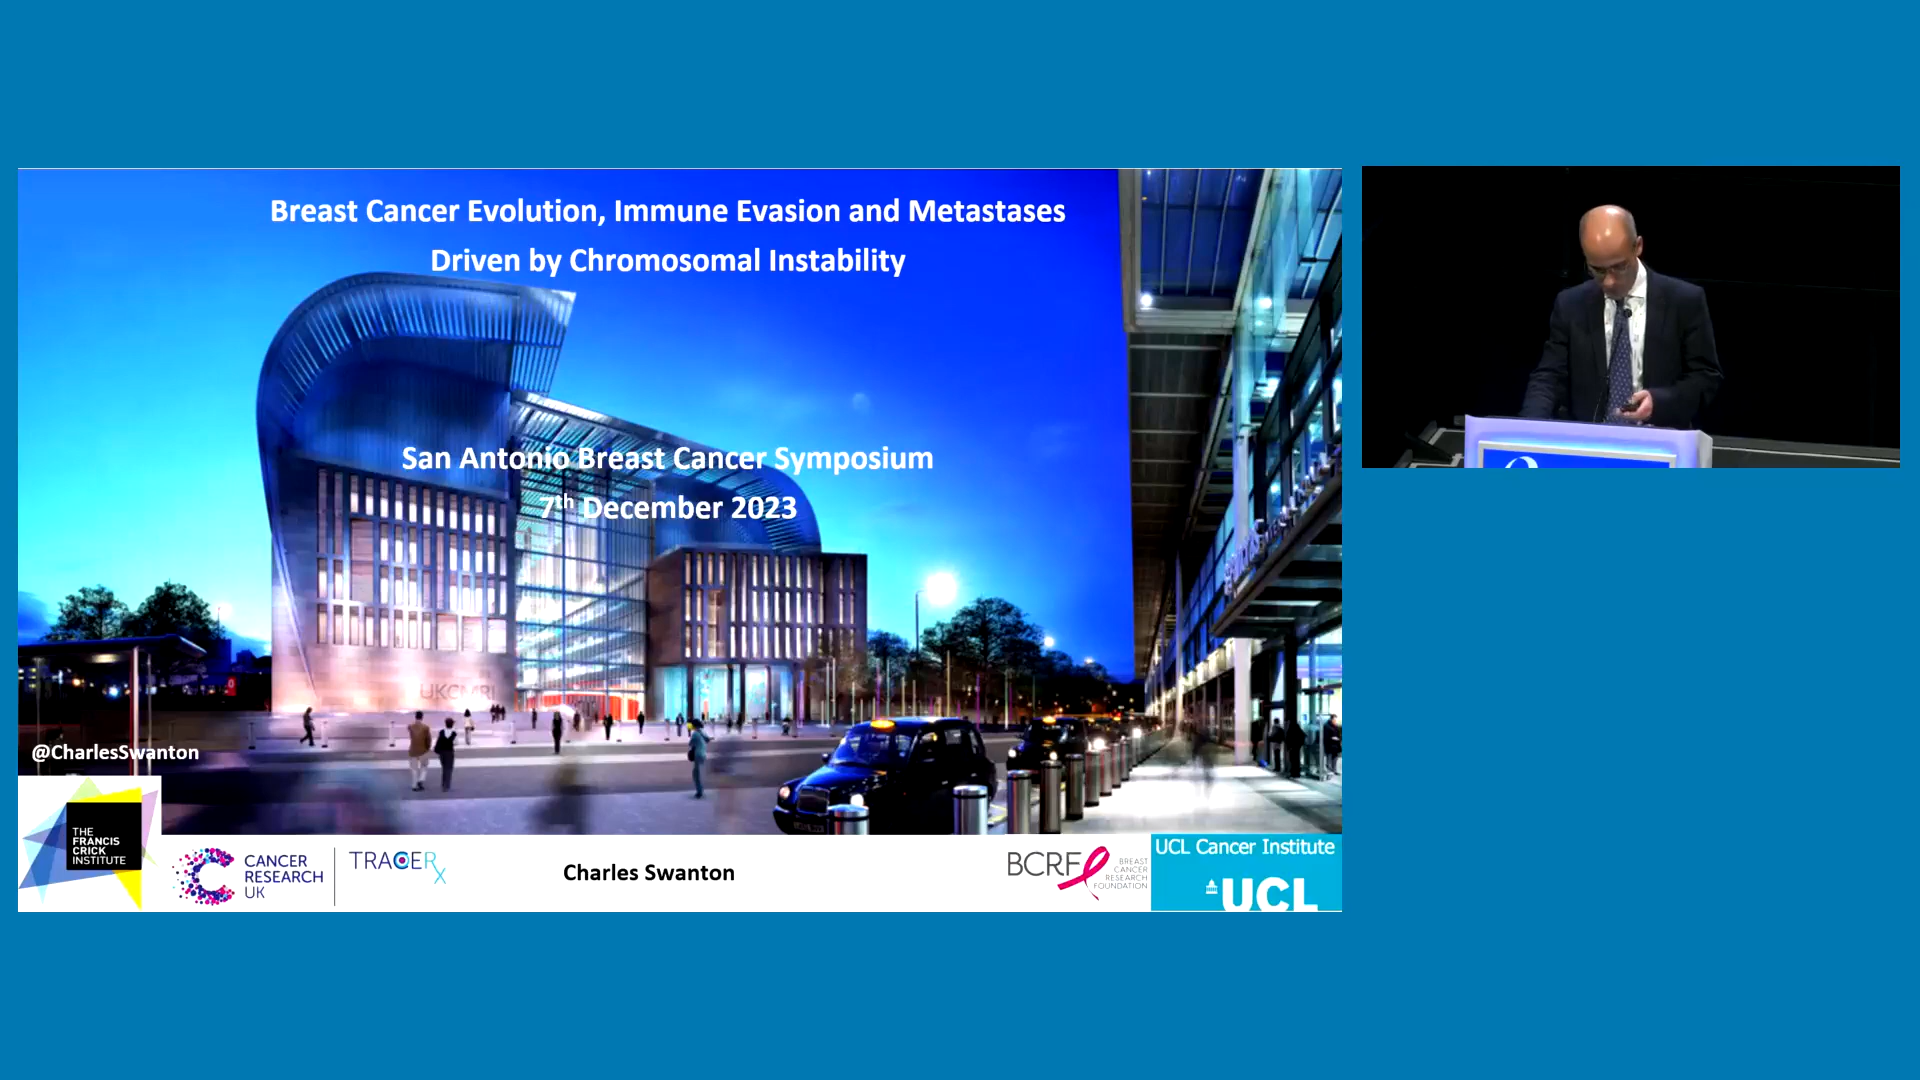 Breast Cancer Evolution, Immune Evasion and Metastases
Driven by Chromosomal Instability
San Antonio Breast Cancer Symposium
7th December 2023
UKCMRI
@CharlesSwanton
THE
FRANCIS
CRICK
INSTITUTE
CANCER
RESEARCH
UK
TRACERx
Charles Swanton
BCRF
BREAST
CANCER
RESEARCH
FOUNDATION
UCL Cancer Institute
UCL